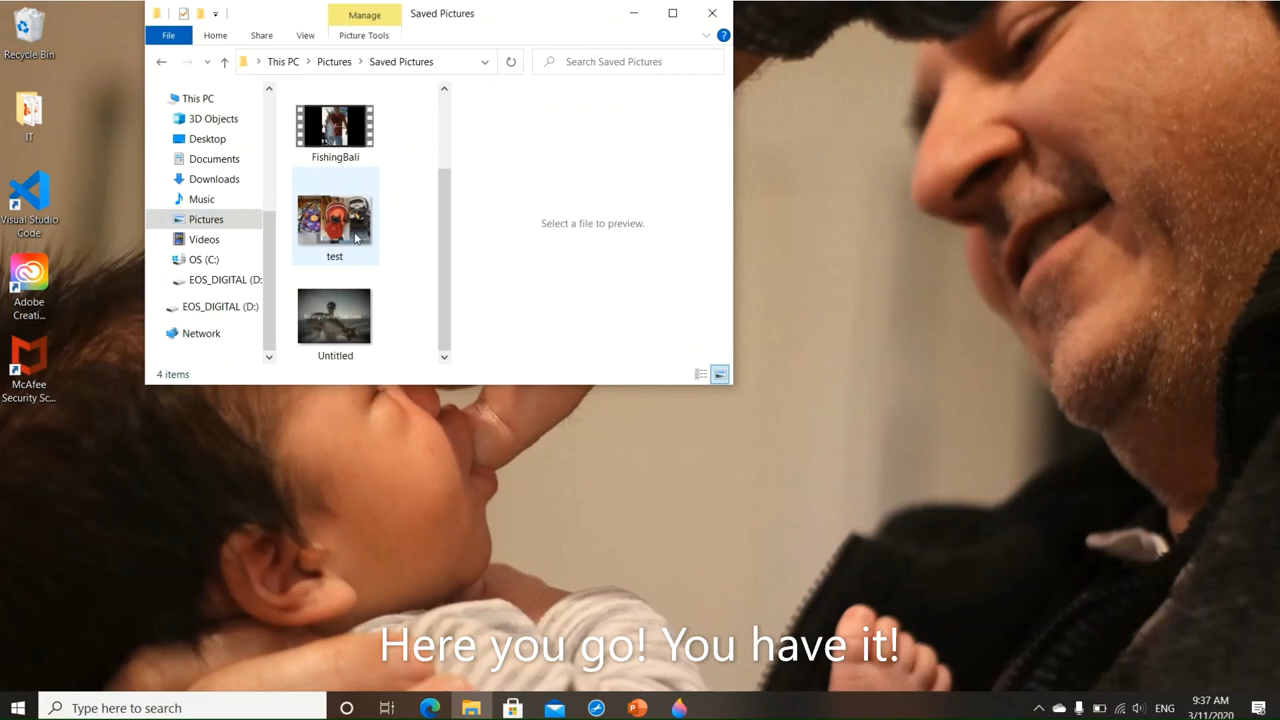 Recycle Bin
IT
Visual Studio
Code
Adobe
Creati...
McAfee
Security Sc...
Manage
Saved Pictures
File
Home
Share
View
Picture Tools
This PC > Pictures > Saved Pictures
Search Saved Pictures
This PC
3D Objects
Desktop
Documents
Downloads
Music
Pictures
Videos
OS (C:)
EOS_DIGITAL (D:
EOS_DIGITAL (D:)
Network
FishingBali
test
Untitled
Select a file to preview.
4 items
Here you go! You have it!
Type here to search
ENG
9:37 AM
3/11/2020